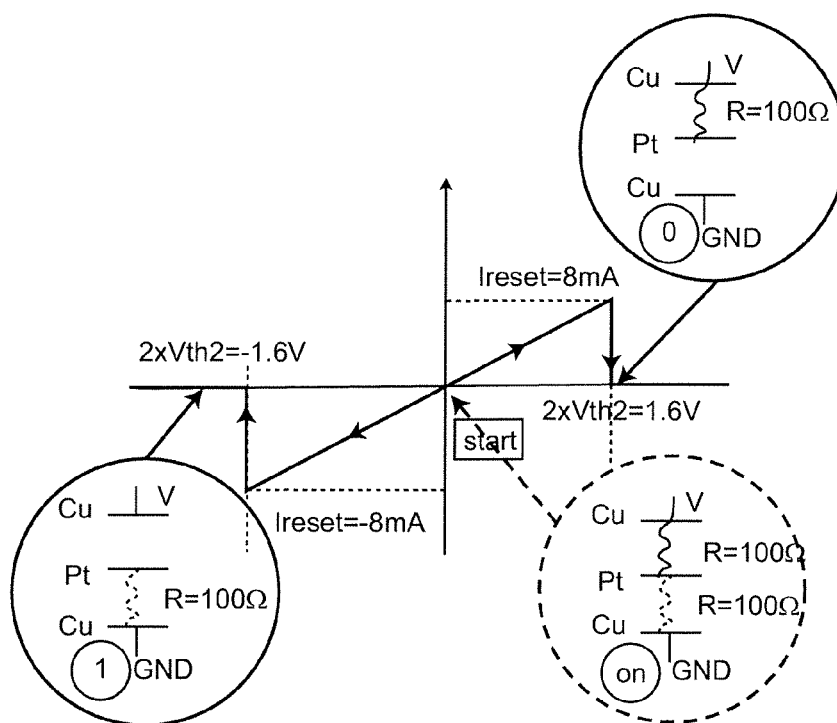 Cu
V
R=100Ω
Pt
Cu
0
GND
Ireset=8mA
2xVth2=-1.6V
2xVth2=1.6V
start
Ireset=-8mA
Cu
V
Pt
R=100Ω
Cu
1
GND
Cu
V
R=100Ω
Pt
R=100Ω
Cu
on
GND